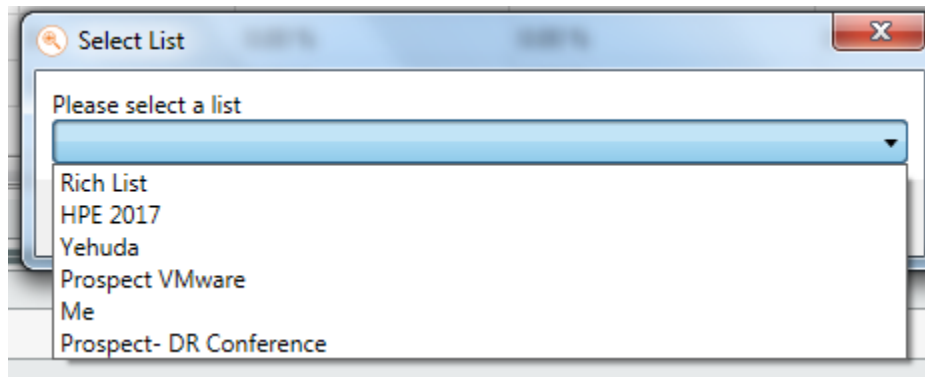 Select List
Please select a list
Rich List
HPE 2017
Yehuda
Prospect VMware
Me
Prospect- DR Conference